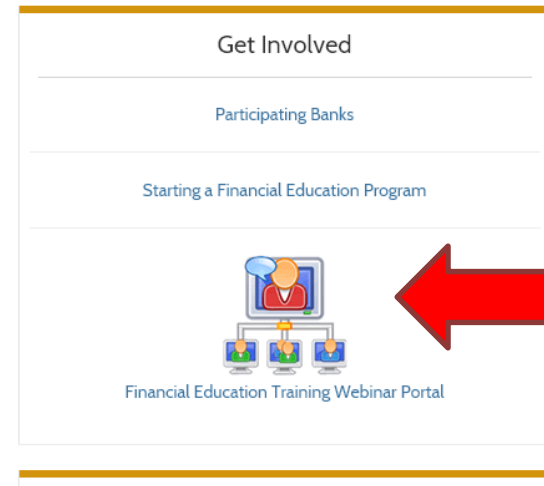 Get Involved
Participating Banks
Starting a Financial Education Program
Financial Education Training Webinar Portal